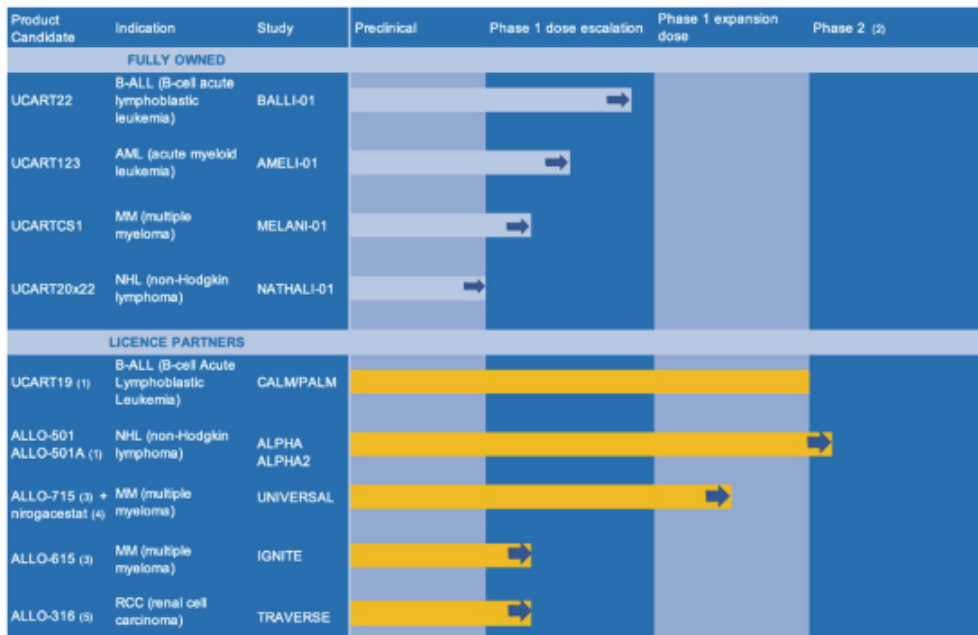 Product Candidate Indication Study Preclinical Phase 1 dose escalation Phase 1 expansion dose Phase 2 (2)
FULLY OWNED
UCART22 B-ALL (B-cell acute lymphoblastic leukemia) BALLI-01
UCART123 AML (acute myeloid leukemia) AMELI-01
UCARTCS1 MM (multiple myeloma) MELANI-01
UCART20x22 NHL (non-Hodgkin lymphoma) NATHALI-01
LICENCE PARTNERS
UCART19 (1) B-ALL (B-cell Acute Lymphoblastic Leukemia) CALM/PALM
ALLO-501 ALLO-501A (1) NHL (non-Hodgkin lymphoma) ALPHA ALPHA2
ALLO-715 (3) + nirogacestat (4) MM (multiple myeloma) UNIVERSAL
ALLO-615 (3) MM (multiple myeloma) IGNITE
ALLO-316 (5) RCC (renal cell carcinoma) TRAVERSE